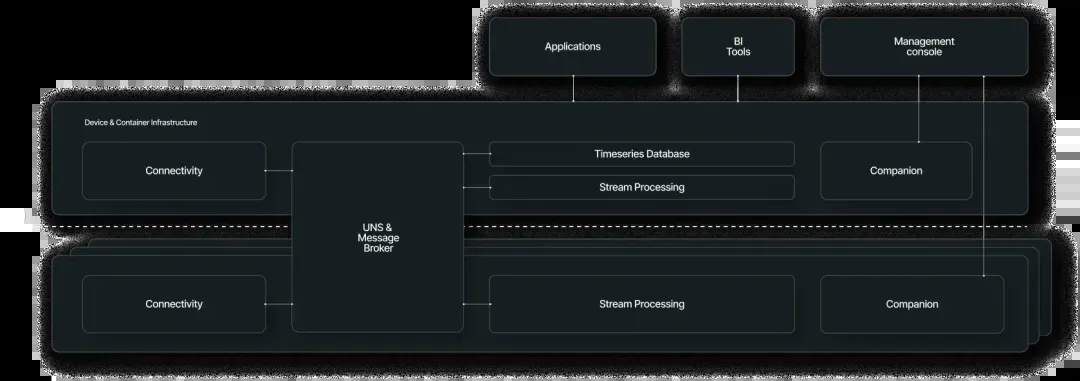 Applications
BI
Tools
Management
console
Device & Container Infrastructure
Connectivity
Timeseries Database
Stream Processing
Companion
UNS &
Message
Broker
Connectivity
Stream Processing
Companion